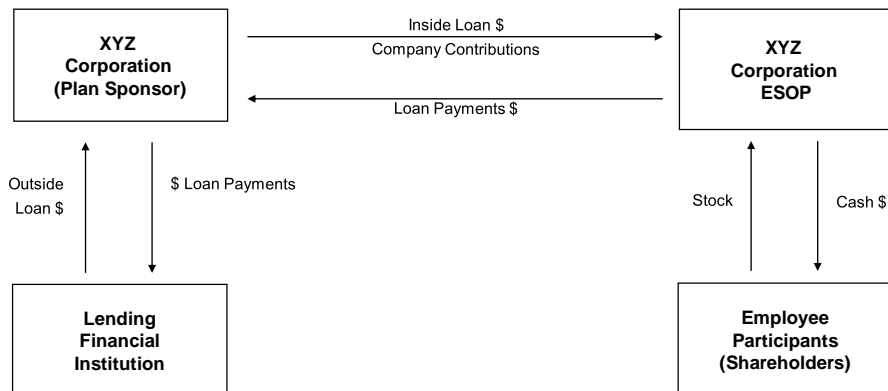 XYZ
Corporation
(Plan Sponsor)
Inside Loan $
Company Contributions
Loan Payments $
XYZ
Corporation
ESOP
Outside
Loan $
$ Loan Payments
Stock
Cash $
Lending
Financial
Institution
Employee
Participants
(Shareholders)